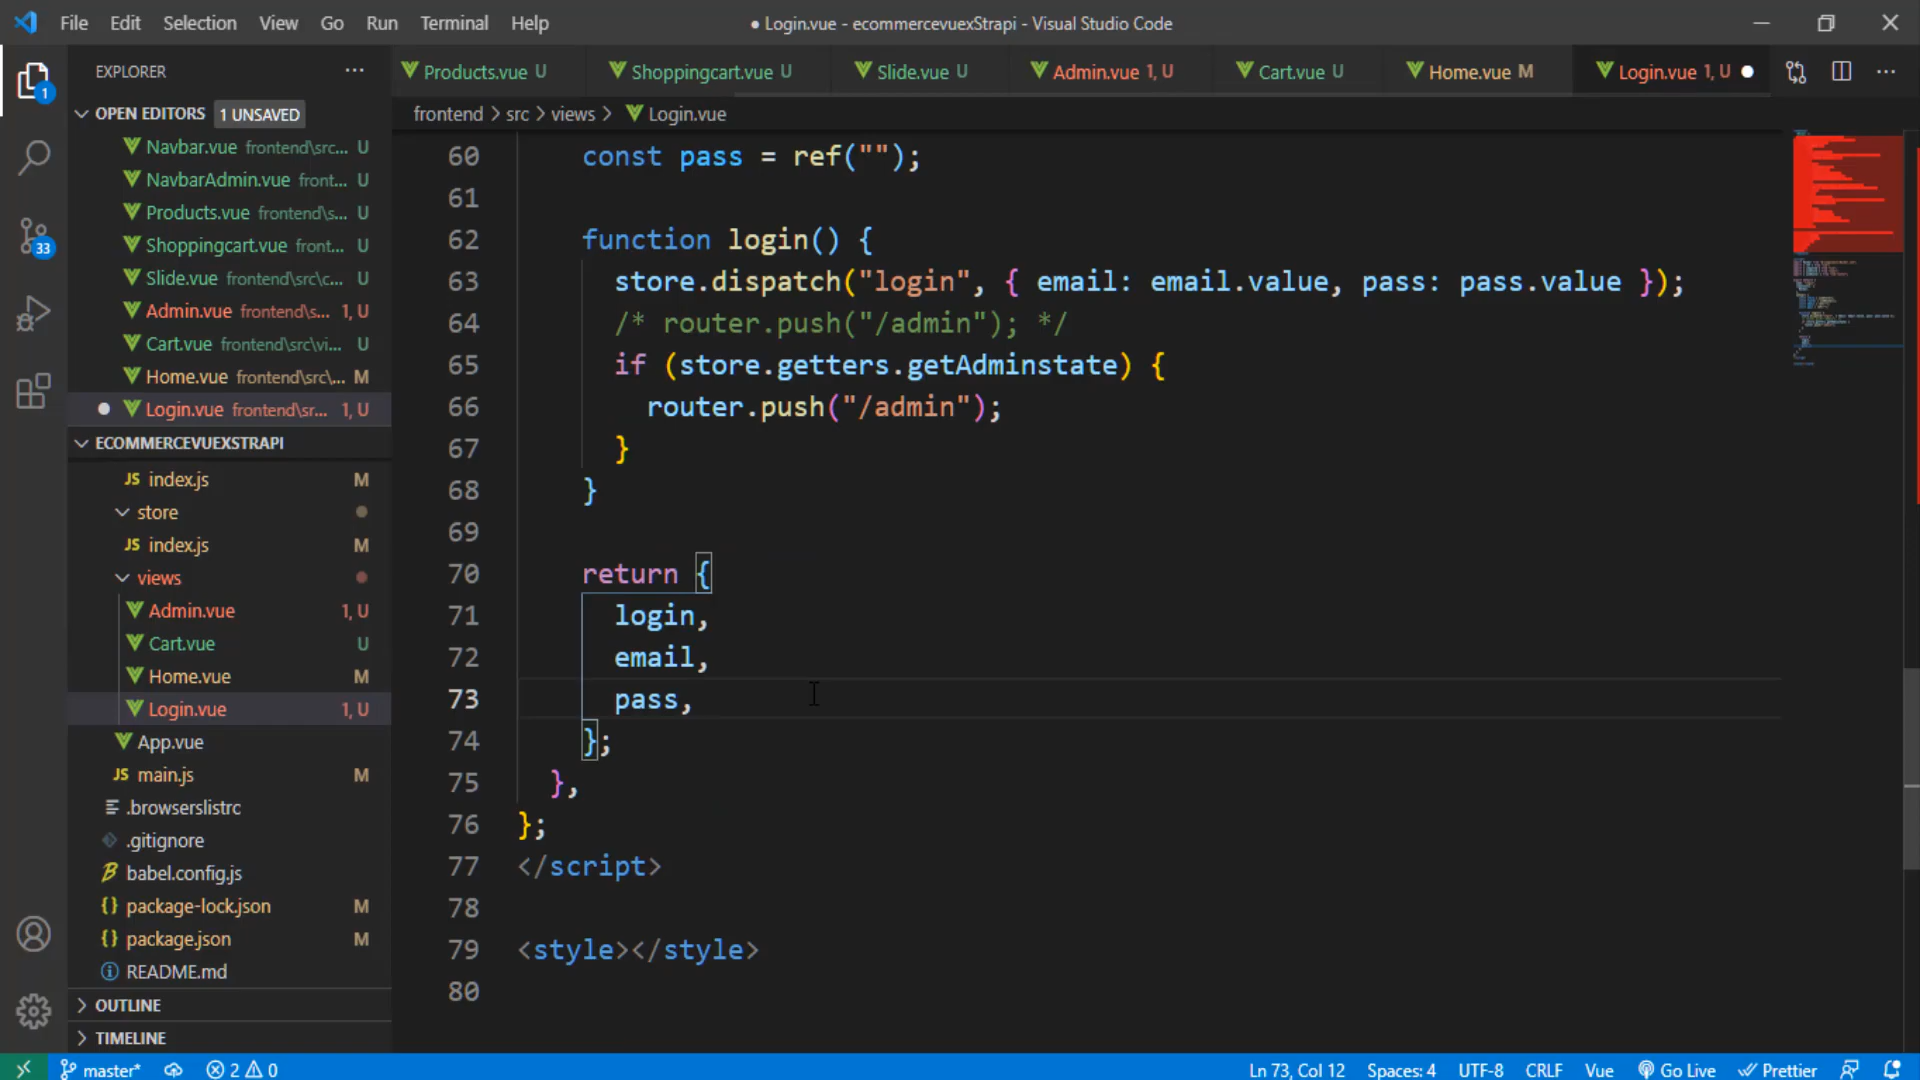 File Edit Selection View Go Run Terminal Help
● Login.vue - ecommercevuexStrapi - Visual Studio Code
EXPLORER
Products.vue U Shoppingcart.vue U Slide.vue U Admin.vue 1, U Cart.vue U Home.vue M Login.vue 1, U
OPEN EDITORS 1 UNSAVED
frontend > src > views > Login.vue
Navbar.vue frontend\src... U
NavbarAdmin.vue front... U
Products.vue frontend\s... U
Shoppingcart.vue front... U
Slide.vue frontend\src\c... U
Admin.vue frontend\s... 1, U
Cart.vue frontend\src\vi... U
Home.vue frontend\src\... M
Login.vue frontend\sr... 1, U
ECOMMERCEVUEXSTRAPI
index.js M
store
index.js M
views
Admin.vue 1, U
Cart.vue U
Home.vue M
Login.vue 1, U
App.vue
main.js M
.browserslistrc
.gitignore
babel.config.js
package-lock.json M
package.json M
README.md
OUTLINE
TIMELINE
60 const pass = ref("");
61
62 function login() {
63 store.dispatch("login", { email: email.value, pass: pass.value });
64 /* router.push("/admin"); */
65 if (store.getters.getAdminstate) {
66 router.push("/admin");
67 }
68 }
69
70 return {
71 login,
72 email,
73 pass,
74 };
75 },
76 };
77 </script>
78
79 <style></style>
80
1
33
master* 2 0
Ln 73, Col 12 Spaces: 4 UTF-8 CRLF Vue Go Live Prettier